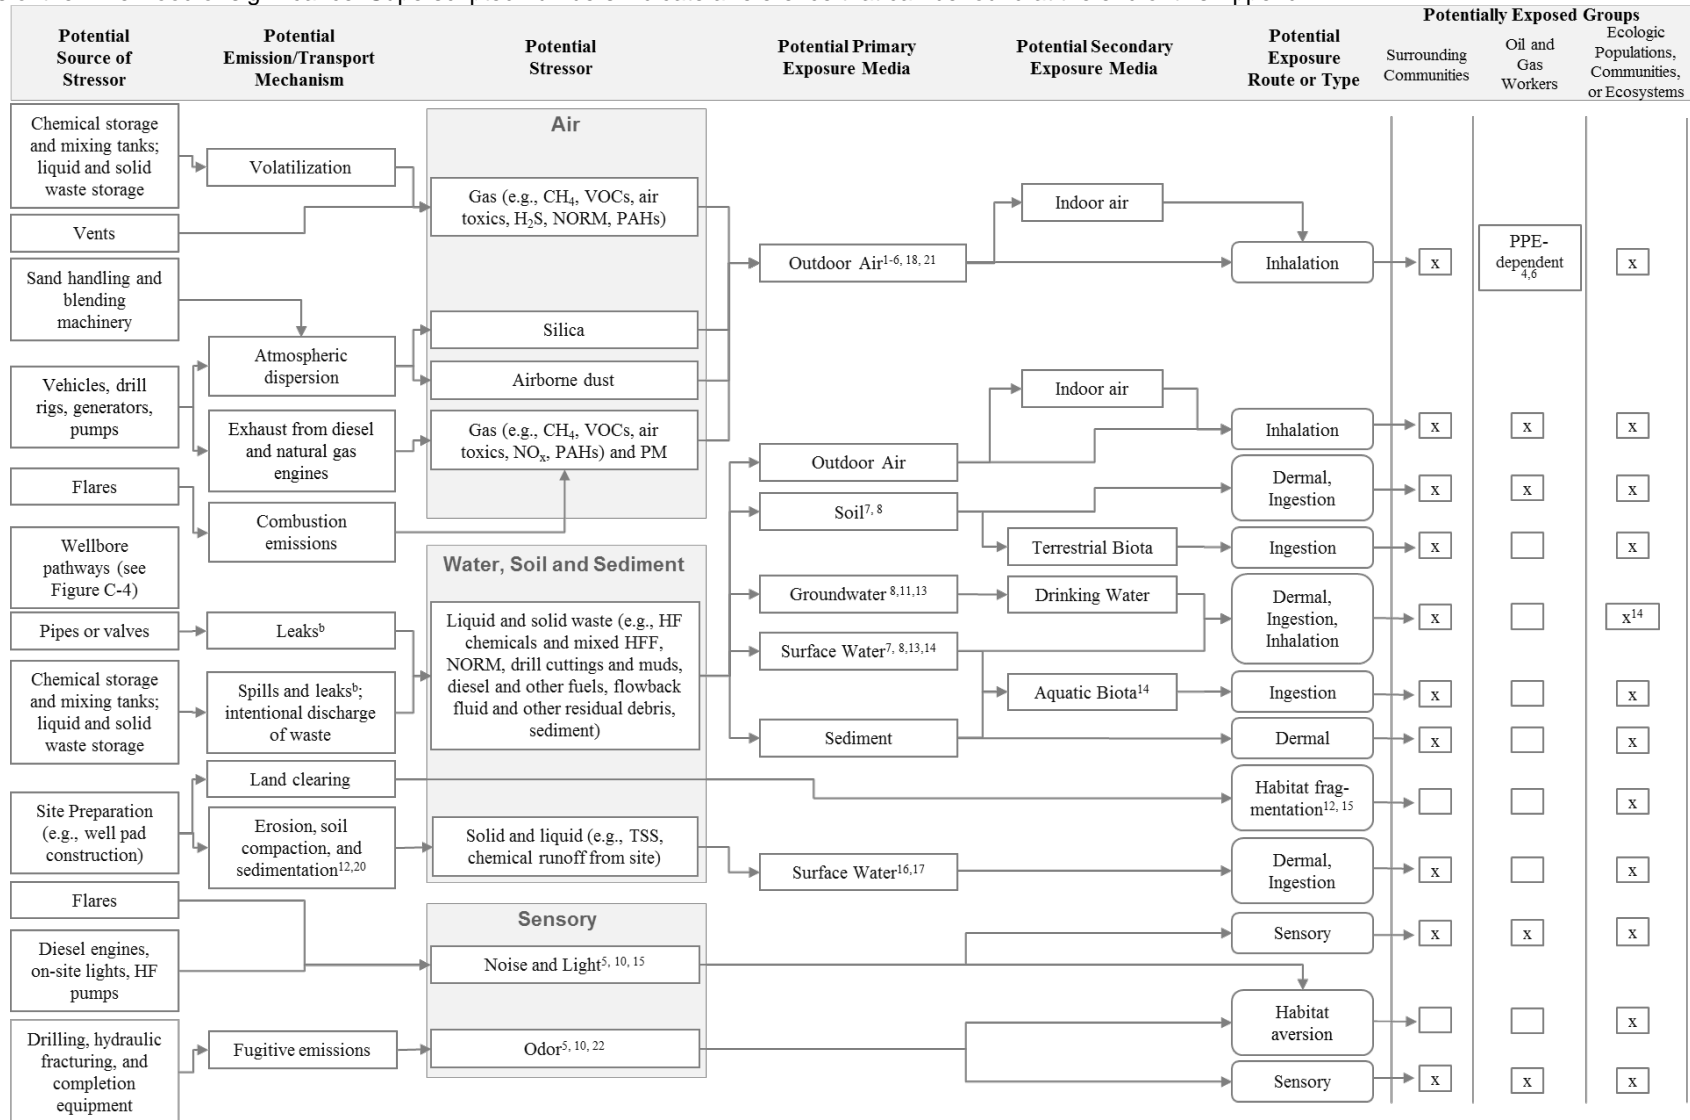 Potentially Exposed Groups
Potential
Source of
Stressor
Potential
Emission/Transport
Mechanism
Potential
Stressor
Potential Primary
Exposure Media
Potential Secondary
Exposure Media
Potential
Exposure
Route or Type
Surrounding
Communities
Oil and
Gas
Workers
Ecologic
Populations,
Communities,
or Ecosystems
Air
Chemical storage
and mixing tanks;
liquid and solid
waste storage
Volatilization
Gas (e.g., CH4, VOCs, air
toxics, H2S, NORM, PAHs)
Vents
Indoor air
Outdoor Air1-6, 18, 21
Inhalation
x
PPE-
dependent
4,6
x
Sand handling and
blending
machinery
Silica
Atmospheric
dispersion
Airborne dust
Vehicles, drill
rigs, generators,
pumps
Exhaust from diesel
and natural gas
engines
Gas (e.g., CH4, VOCs, air
toxics, NOx, PAHs) and PM
Indoor air
Inhalation
x
x
x
Outdoor Air
Flares
Combustion
emissions
Soil7, 8
Dermal,
Ingestion
x
x
x
Terrestrial Biota
Ingestion
x
x
Wellbore
pathways (see
Figure C-4)
Water, Soil and Sediment
Pipes or valves
Leaksb
Liquid and solid waste (e.g., HF
chemicals and mixed HFF,
NORM, drill cuttings and muds,
diesel and other fuels, flowback
fluid and other residual debris,
sediment)
Groundwater 8,11,13
Drinking Water
Dermal,
Ingestion,
Inhalation
x
x14
Surface Water7, 8,13,14
Chemical storage
and mixing tanks;
liquid and solid
waste storage
Spills and leaksb;
intentional discharge
of waste
Aquatic Biota14
Ingestion
x
x
Sediment
Dermal
x
x
Land clearing
Habitat frag-
mentation12, 15
x
Site Preparation
(e.g., well pad
construction)
Erosion, soil
compaction, and
sedimentation12,20
Solid and liquid (e.g., TSS,
chemical runoff from site)
Surface Water16,17
Dermal,
Ingestion
x
x
Flares
Sensory
Diesel engines,
on-site lights, HF
pumps
Noise and Light5, 10, 15
Sensory
x
x
x
Habitat
aversion
x
Drilling, hydraulic
fracturing, and
completion
equipment
Fugitive emissions
Odor5, 10, 22
Sensory
x
x
x